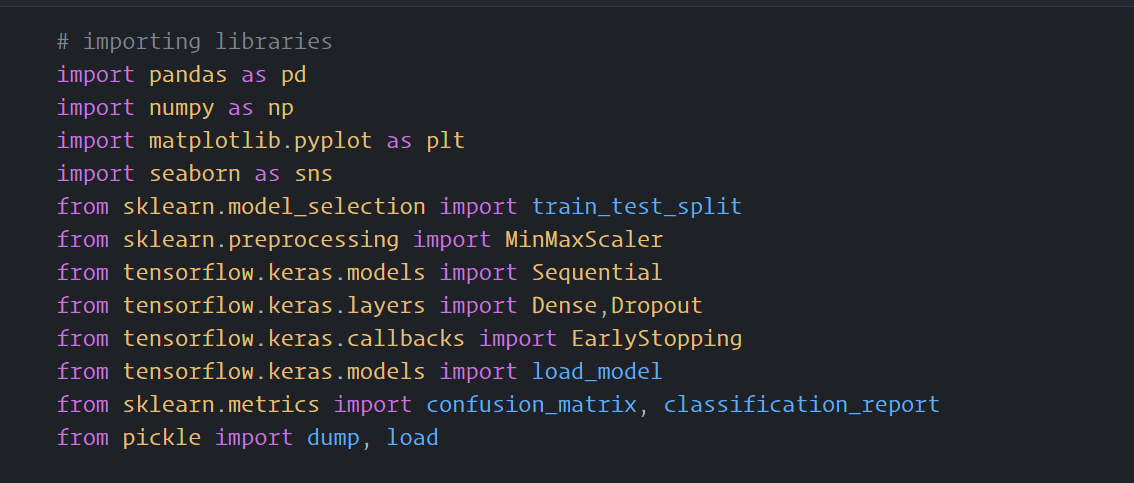 # importing libraries
import pandas as pd
import numpy as np
import matplotlib.pyplot as plt
import seaborn as sns
from sklearn.model_selection import train_test_split
from sklearn.preprocessing import MinMaxScaler
from tensorflow.keras.models import Sequential
from tensorflow.keras.layers import Dense,Dropout
from tensorflow.keras.callbacks import EarlyStopping
from tensorflow.keras.models import load_model
from sklearn.metrics import confusion_matrix, classification_report
from pickle import dump, load